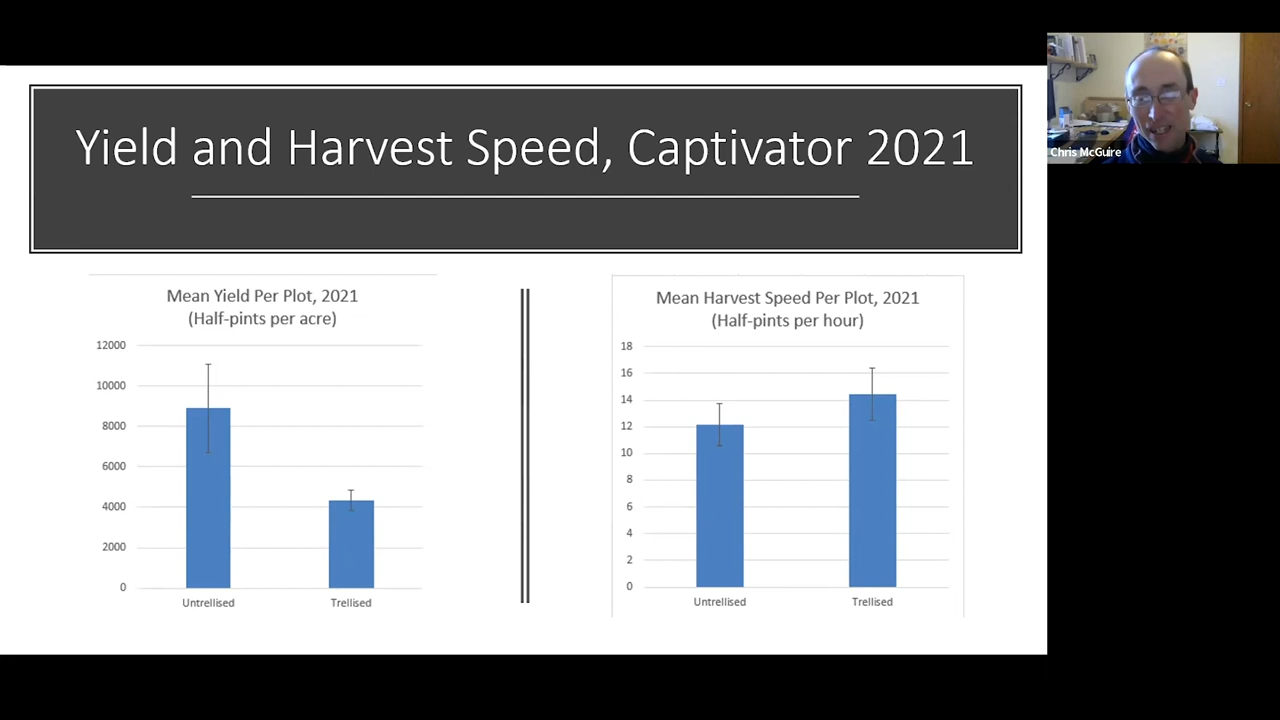 Yield and Harvest Speed, Captivator 2021
Chris McGuire
Mean Yield Per Plot, 2021
(Half-pints per acre)
12000
10000
8000
6000
4000
2000
0
Untrellised Trellised
Mean Harvest Speed Per Plot, 2021
(Half-pints per hour)
18
16
14
12
10
8
6
4
2
0
Untrellised Trellised